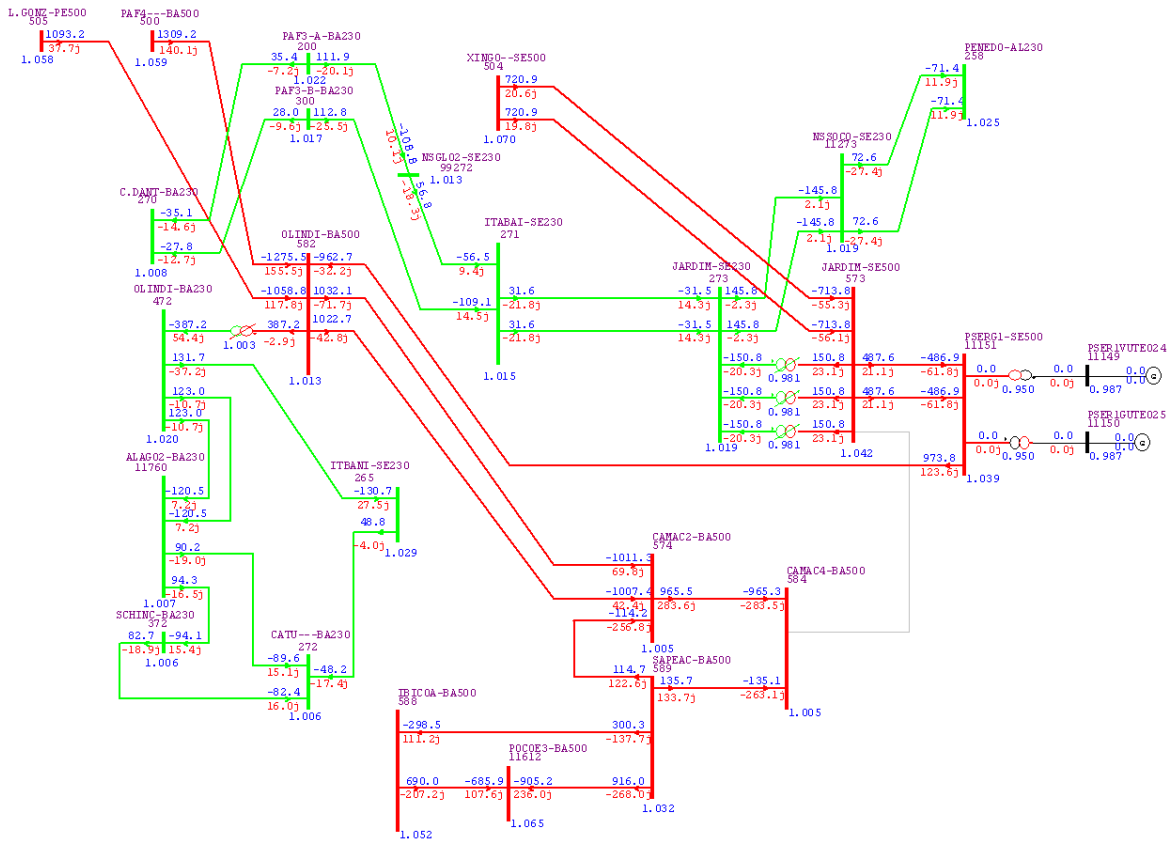 L.GONZ-PE500
505
1093.2
37.7j
1.058
PAF4---BA500
500
1309.2
140.1j
1.059
PAF3-A-BA230
200
35.4
111.9
-7.2j
-20.1j
1.022
PAF3-B-BA230
300
28.0
112.8
-9.6j
-25.5j
1.017
-108.8
10.1j
NSGLO2-SE230
99272
1.013
56.8
-18.3j
XINGO--SE500
504
720.9
20.6j
720.9
19.8j
1.070
PENEDO-AL230
258
-71.4
11.9j
-71.4
11.9j
1.025
NSSOCO-SE230
11273
72.6
-27.4j
-145.8
2.1j
-145.8
72.6
2.1j
-27.4j
1.019
C.DANT-BA230
270
-35.1
-14.6j
-27.8
-12.7j
1.008
OLINDI-BA500
582
-1275.5
-962.7
155.5j
-32.2j
-1058.8
1032.1
117.8j
-71.7j
387.2
1022.7
-2.9j
-42.8j
1.003
1.013
ITABAI-SE230
271
-56.5
9.4j
-109.1
14.5j
31.6
-21.8j
31.6
-21.8j
1.015
JARDIM-SE230
273
-31.5
145.8
14.3j
-2.3j
-31.5
145.8
14.3j
-2.3j
-150.8
-20.3j
0.981
-150.8
-20.3j
0.981
-150.8
-20.3j
0.981
1.019
JARDIM-SE500
573
-713.8
-55.3j
-713.8
-56.1j
150.8
487.6
23.1j
21.1j
150.8
487.6
23.1j
21.1j
150.8
23.1j
1.042
PSERG1-SE500
11151
-486.9
-61.8j
-486.9
-61.8j
0.0
0.0j
0.950
0.0
0.0j
0.0
0.0j
0.950
0.0
0.0j
973.8
123.6j
1.039
PSER1VUTE024
11149
0.0
0.0
0.987
G
PSER1GUTE025
11150
0.0
0.0
0.987
G
OLINDI-BA230
472
-387.2
54.4j
131.7
-37.2j
123.0
-10.7j
123.0
-10.7j
1.020
ALAGO2-BA230
11760
-120.5
7.2j
-120.5
7.2j
90.2
-19.0j
94.3
-16.5j
1.007
ITBANI-SE230
265
-130.7
27.5j
48.8
-4.0j
1.029
SCHINC-BA230
372
82.7
-94.1
-18.9j
15.4j
1.006
CATU---BA230
272
-89.6
15.1j
-48.2
-17.4j
-82.4
16.0j
1.006
CAMAC2-BA500
574
-1011.3
69.8j
-1007.4
965.5
42.4j
283.6j
-114.2
-256.8j
1.005
CAMAC4-BA500
584
-965.3
-283.5j
-135.1
-263.1j
1.005
SAPEAC-BA500
589
114.7
122.6j
135.7
133.7j
300.3
-137.7j
916.0
-268.0j
1.032
IBICOA-BA500
588
-298.5
111.2j
690.0
-207.2j
1.052
POCOE3-BA500
11612
-685.9
-905.2
107.6j
236.0j
1.065